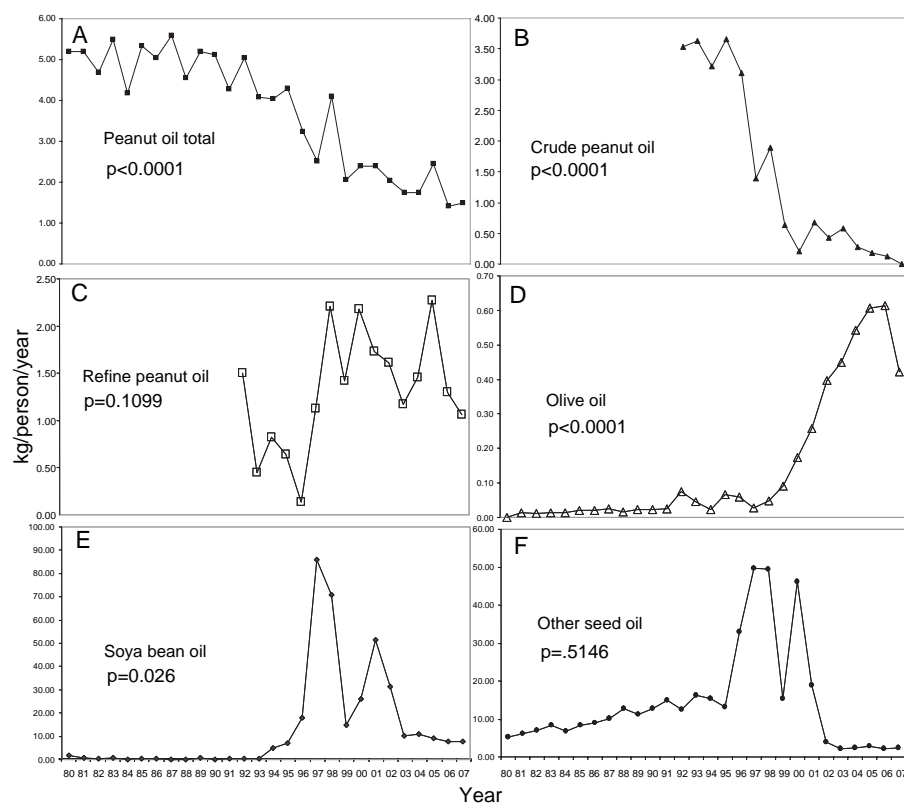 A
6.00
5.00
4.00
3.00
2.00
1.00
0.00
Peanut oil total
p<0.0001
B
4.00
3.50
3.00
2.50
2.00
1.50
1.00
0.50
0.00
Crude peanut oil
p<0.0001
C
2.50
2.00
1.50
1.00
0.50
0.00
Refine peanut oil
p=0.1099
D
0.70
0.60
0.50
0.40
0.30
0.20
0.10
0.00
Olive oil
p<0.0001
kg/person/year
E
100.00
90.00
80.00
70.00
60.00
50.00
40.00
30.00
20.00
10.00
0.00
Soya bean oil
p=0.026
80 81 82 83 84 85 86 87 88 89 90 91 92 93 94 95 96 97 98 99 00 01 02 03 04 05 06 07
F
60.00
50.00
40.00
30.00
20.00
10.00
0.00
Other seed oil
p=.5146
80 81 82 83 84 85 86 87 88 89 90 91 92 93 94 95 96 97 98 99 00 01 02 03 04 05 06 07
Year